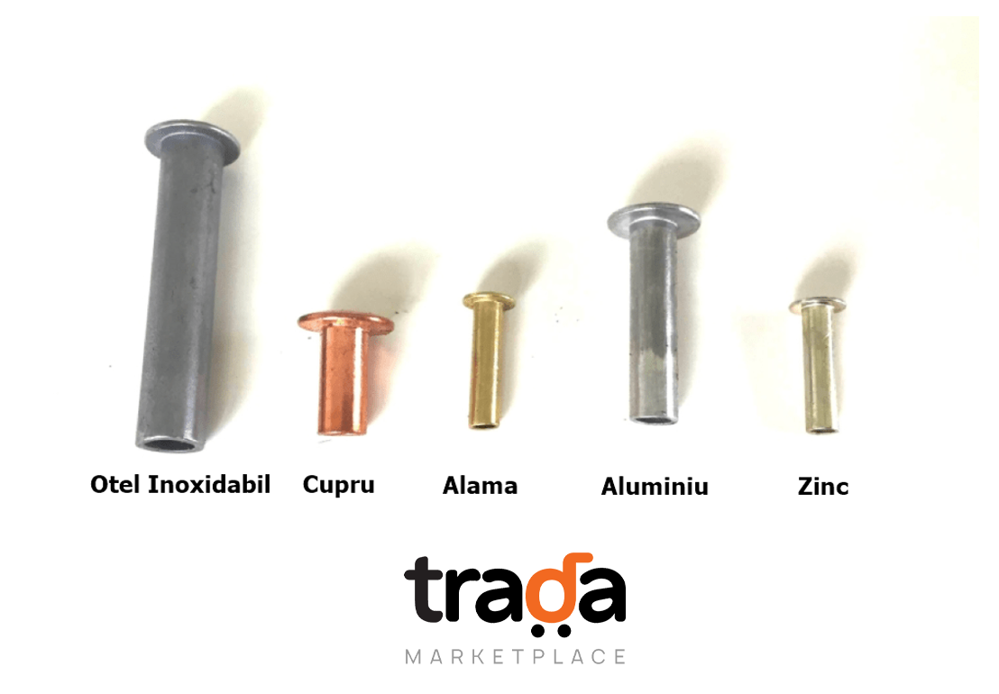 Otel Inoxidabil Cupru Alama Aluminiu Zinc
trada
MARKETPLACE